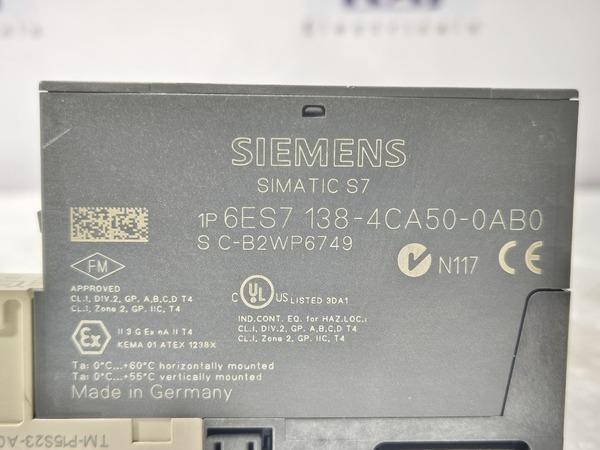 SIEMENS
SIMATIC S7
1P 6ES7 138-4CA50-0AB0
S C-B2WP6749
N117 CE
FM
APPROVED
CL.I, DIV.2, GP. A,B,C,D T4
CL.I, Zone 2, GP. IIC, T4
C UL US LISTED 3DA1
IND.CONT. EQ. for HAZ.LOC.:
CL.I, DIV.2, GP. A,B,C,D T4
CL.I, Zone 2, GP. IIC, T4
Ex II 3 G Ex nA II T4
KEMA 01 ATEX 1238X
Ta: 0°C...+60°C horizontally mounted
Ta: 0°C...+55°C vertically mounted
Made in Germany